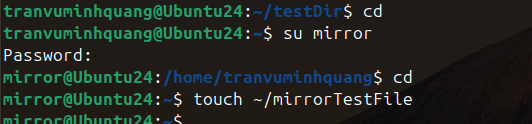 tranvuminhquang@Ubuntu24:~/testDir$ cd
tranvuminhquang@Ubuntu24:~$ su mirror
Password:
mirror@Ubuntu24:/home/tranvuminhquang$ cd
mirror@Ubuntu24:~$ touch ~/mirrorTestFile
mirror@Ubuntu24:~$